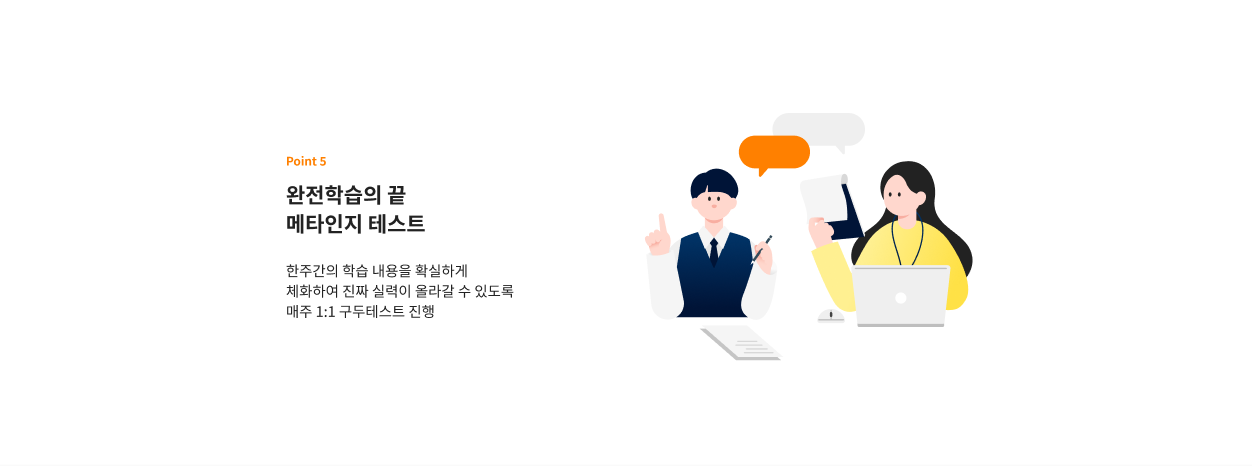 Point 5
완전학습의 끝
메타인지 테스트
한주간의 학습 내용을 확실하게
체화하여 진짜 실력이 올라갈 수 있도록
매주 1:1 구두테스트 진행